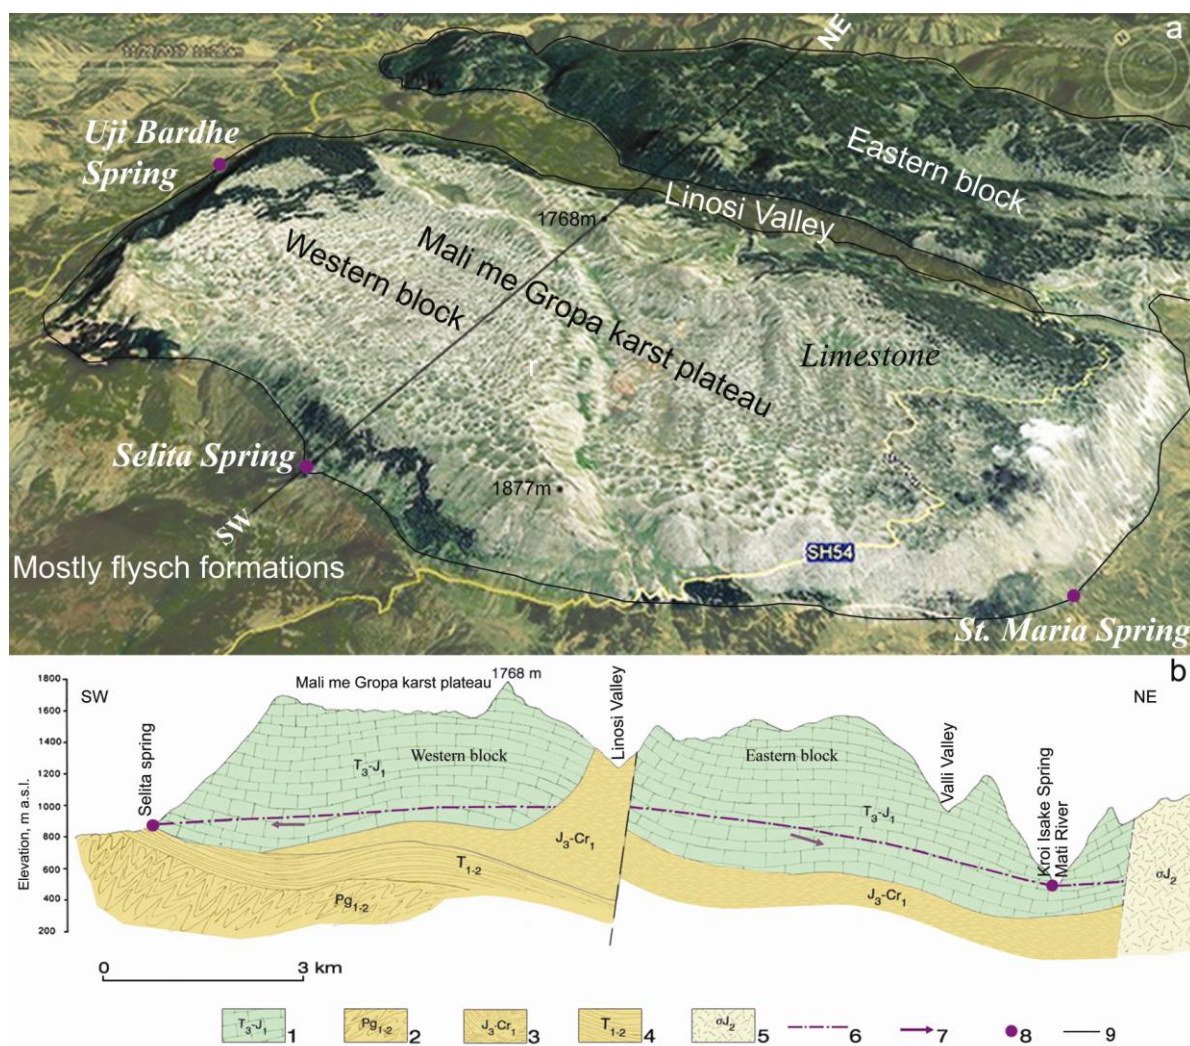 a
NE
N
Uji Bardhe
Spring
Eastern block
Linosi Valley
1768m
Western block
Mali me Gropa karst plateau
Limestone
Selita Spring
1877m
SW
SH54
Mostly flysch formations
St. Maria Spring
b
1800
1600
1400
1200
1000
800
600
400
200
Elevation, m a.s.l.
SW
Mali me Gropa karst plateau
1768 m
NE
Selita spring
Linosi Valley
Valli Valley
Kroi Isake Spring
Mati River
Western block
Eastern block
T3-J1
T3-J1
J3-Cr1
T1-2
Pg1-2
J3-Cr1
σJ2
0 3 km
T3-J1 1
Pg1-2 2
J3-Cr1 3
T1-2 4
σJ2 5
6
7
8
9